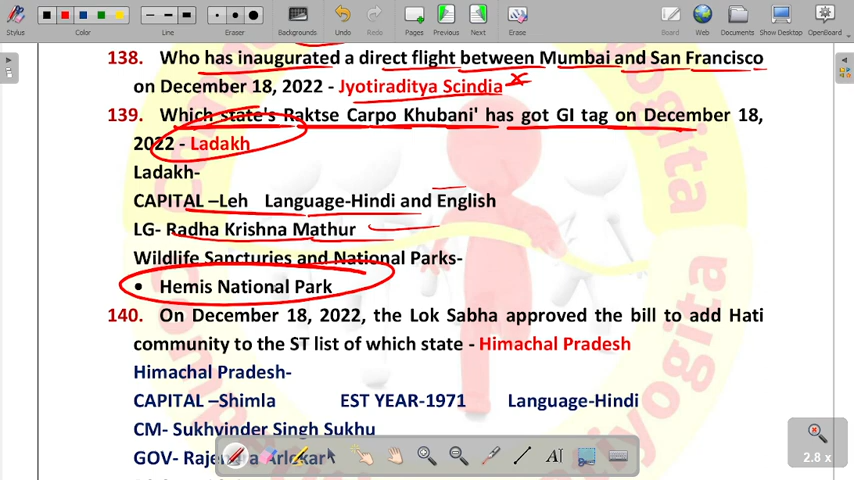 Stylus
Color
Line
Eraser
Backgrounds
Undo
Redo
Pages
Previous
Next
Erase
Board
Web
Documents
Show Desktop
OpenBoard
138. Who has inaugurated a direct flight between Mumbai and San Francisco
on December 18, 2022 - Jyotiraditya Scindia
139. Which state's Raktse Carpo Khubani' has got GI tag on December 18,
2022 - Ladakh
Ladakh-
CAPITAL –Leh Language-Hindi and English
LG- Radha Krishna Mathur
Wildlife Sancturies and National Parks-
• Hemis National Park
140. On December 18, 2022, the Lok Sabha approved the bill to add Hati
community to the ST list of which state - Himachal Pradesh
Himachal Pradesh-
CAPITAL –Shimla EST YEAR-1971 Language-Hindi
CM- Sukhvinder Singh Sukhu
GOV- Rajendra Arlekar
2.8 x